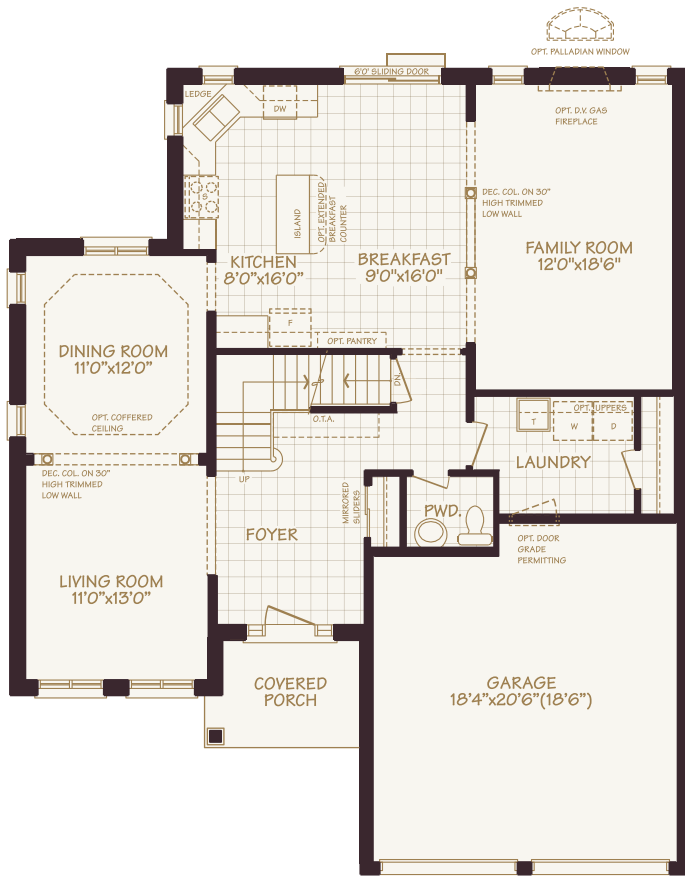 OPT. PALLADIAN WINDOW
6'0' SLIDING DOOR
LEDGE
DW
OPT. D.V. GAS
FIREPLACE
S
ISLAND
OPT. EXTENDED
BREAKFAST
COUNTER
DEC. COL. ON 30"
HIGH TRIMMED
LOW WALL
KITCHEN
8'0"x16'0"
BREAKFAST
9'0"x16'0"
FAMILY ROOM
12'0"x18'6"
F
OPT. PANTRY
DINING ROOM
11'0"x12'0"
DN.
OPT. COFFERED
CEILING
O.T.A.
T
OPT. UPPERS
W
D
LAUNDRY
DEC. COL. ON 30"
HIGH TRIMMED
LOW WALL
UP
MIRRORED
SLIDERS
PWD.
FOYER
OPT. DOOR
GRADE
PERMITTING
LIVING ROOM
11'0"x13'0"
COVERED
PORCH
GARAGE
18'4"x20'6"(18'6")